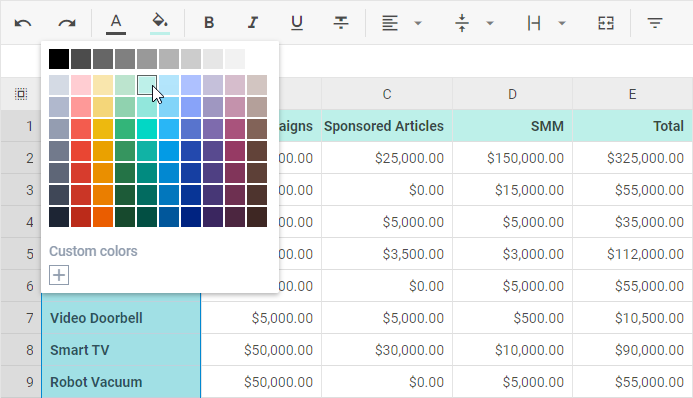 A B I U
C D E
1 aigns Sponsored Articles SMM Total
2 00.00 $25,000.00 $150,000.00 $325,000.00
3 00.00 $0.00 $15,000.00 $55,000.00
4 00.00 $5,000.00 $5,000.00 $35,000.00
5 00.00 $3,500.00 $3,000.00 $112,000.00
Custom colors
6 00.00 $0.00 $5,000.00 $55,000.00
7 Video Doorbell $5,000.00 $5,000.00 $500.00 $10,500.00
8 Smart TV $50,000.00 $30,000.00 $10,000.00 $90,000.00
9 Robot Vacuum $50,000.00 $0.00 $5,000.00 $55,000.00